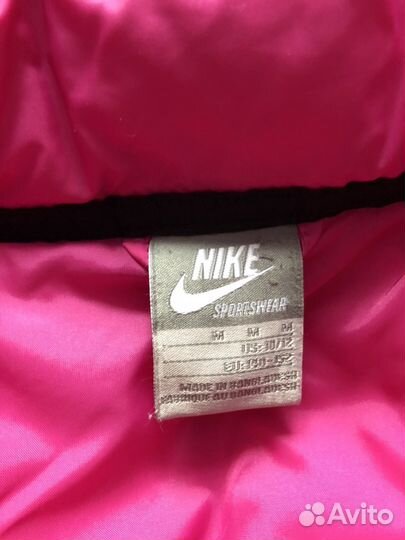 NIKE
SPORTSWEAR
M M M
US: 10/12
EU: 140-152
MADE IN BANGLADESH
FABRIQUE AU BANGLADESH
Avito